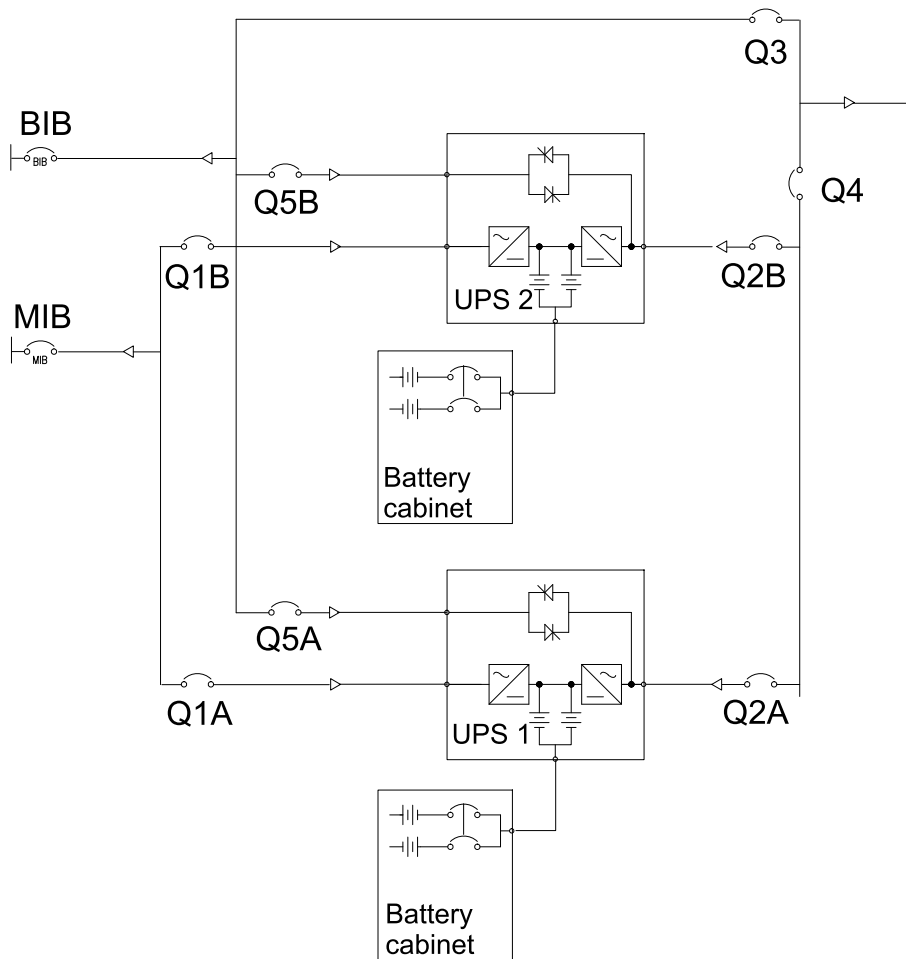 Q3
BIB
BIB
Q5B
Q4
Q1B
Q2B
UPS 2
MIB
MIB
Battery
cabinet
Q5A
Q1A
Q2A
UPS 1
Battery
cabinet